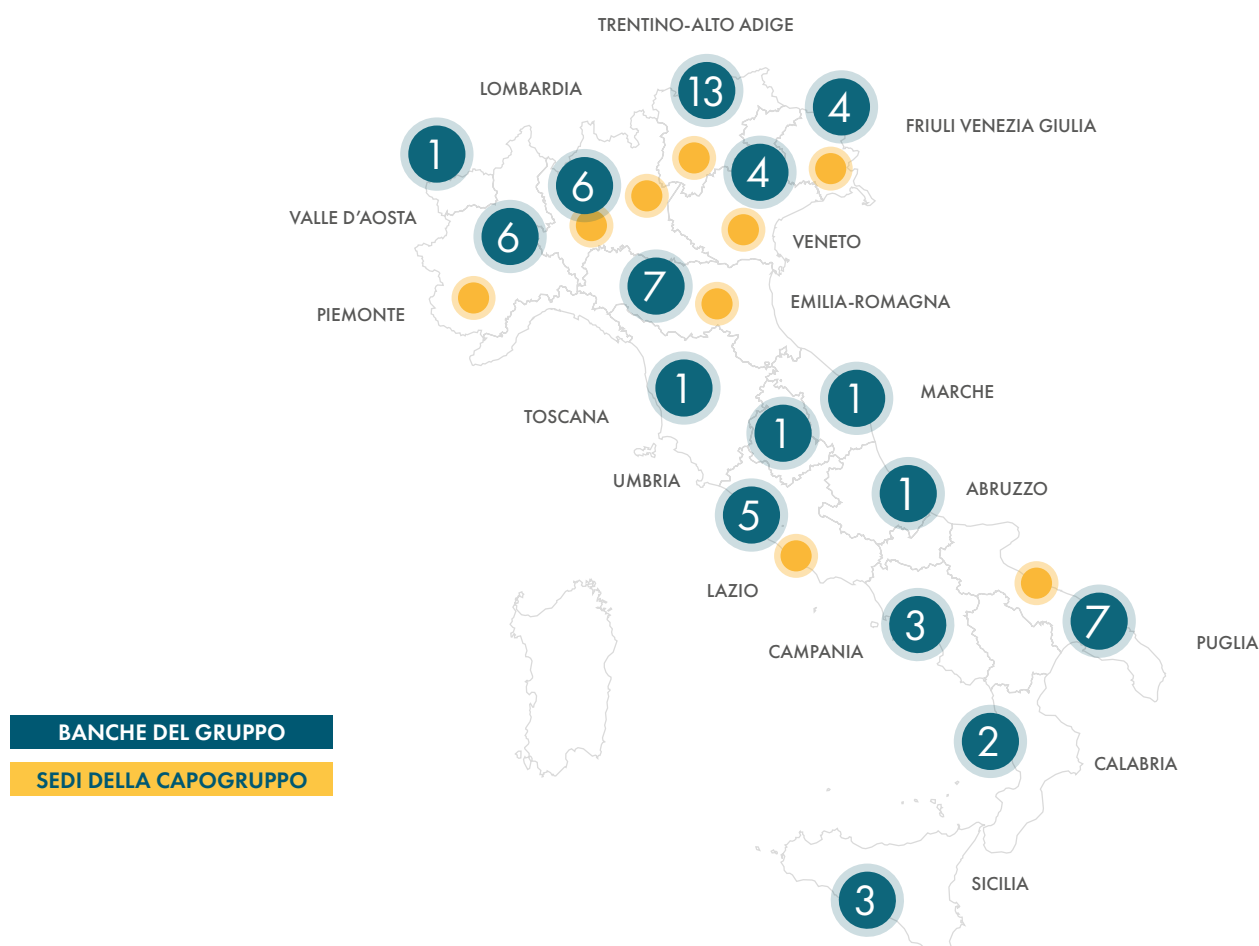 TRENTINO-ALTO ADIGE
LOMBARDIA
13
4
FRIULI VENEZIA GIULIA
1
4
6
VALLE D’AOSTA
6
VENETO
7
EMILIA-ROMAGNA
PIEMONTE
1
1
MARCHE
TOSCANA
1
UMBRIA
1
ABRUZZO
5
LAZIO
3
7
PUGLIA
CAMPANIA
BANCHE DEL GRUPPO
2
CALABRIA
SEDI DELLA CAPOGRUPPO
SICILIA
3